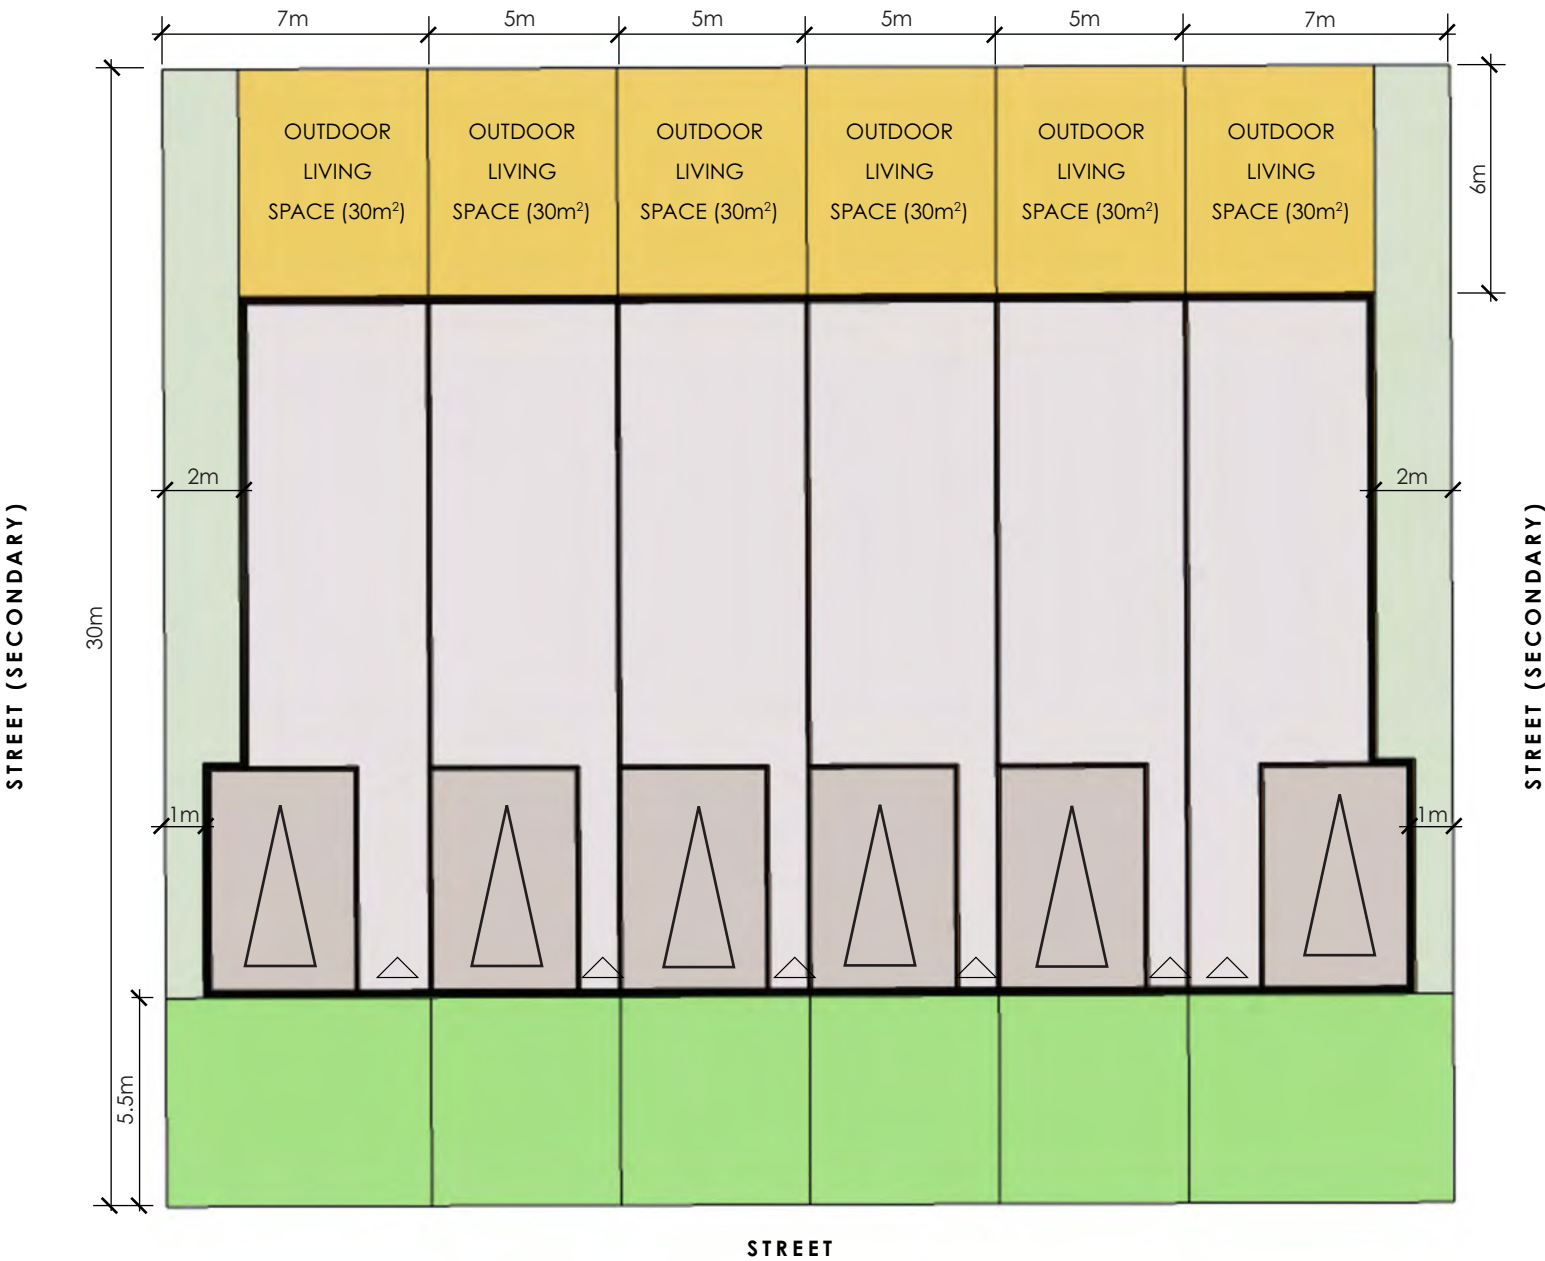 7m 5m 5m 5m 5m 7m
OUTDOOR OUTDOOR OUTDOOR OUTDOOR OUTDOOR OUTDOOR
LIVING LIVING LIVING LIVING LIVING LIVING
SPACE (30m²) SPACE (30m²) SPACE (30m²) SPACE (30m²) SPACE (30m²) SPACE (30m²)
6m
2m 2m
STREET (SECONDARY)
30m
STREET (SECONDARY)
1m 1m
5.5m
STREET